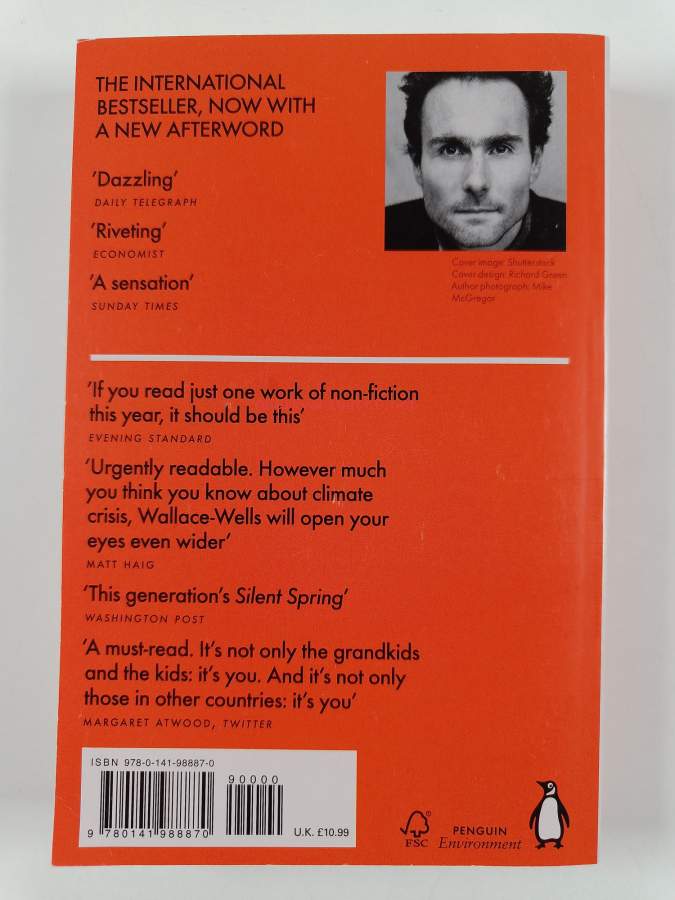 THE INTERNATIONAL
BESTSELLER, NOW WITH
A NEW AFTERWORD
'Dazzling'
DAILY TELEGRAPH
'Riveting'
ECONOMIST
'A sensation'
SUNDAY TIMES
Cover image: Shutterstock
Cover design: Richard Green
Author photograph: Mike
McGregor
'If you read just one work of non-fiction
this year, it should be this'
EVENING STANDARD
'Urgently readable. However much
you think you know about climate
crisis, Wallace-Wells will open your
eyes even wider'
MATT HAIG
'This generation's Silent Spring'
WASHINGTON POST
'A must-read. It's not only the grandkids
and the kids: it's you. And it's not only
those in other countries: it's you'
MARGARET ATWOOD, TWITTER
ISBN 978-0-141-98887-0
90000
9 780141 988870
U.K. £10.99
FSC
PENGUIN
Environment